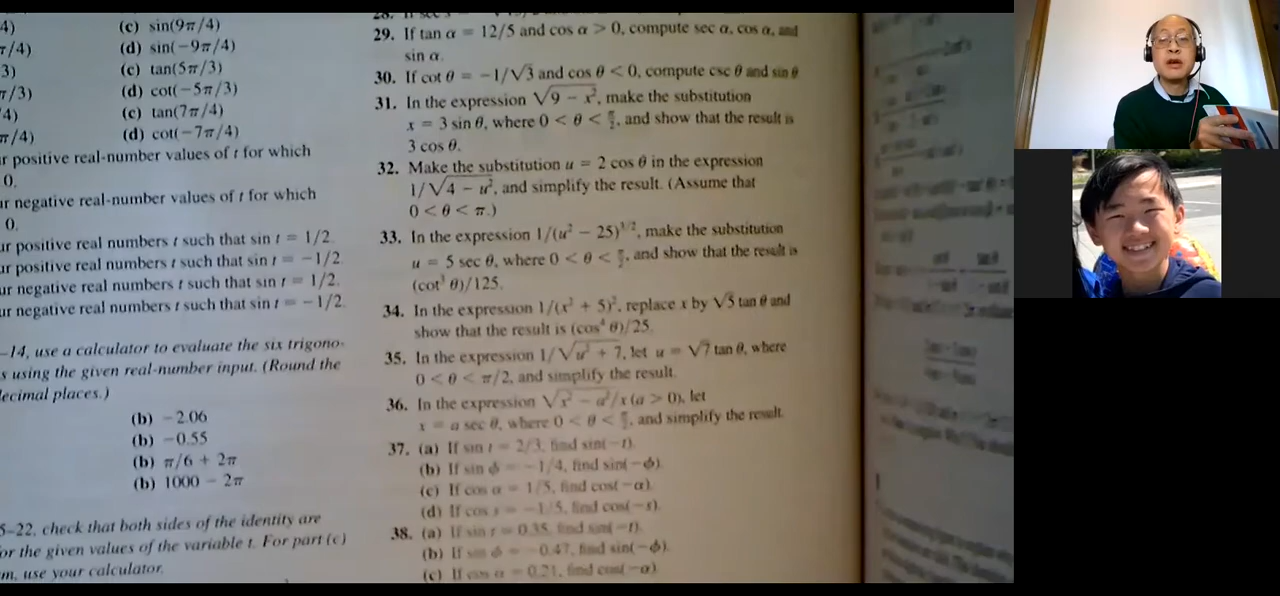 4)
(c) sin(9π/4)
π/4)
(d) sin(−9π/4)
3)
(c) tan(5π/3)
π/3)
(d) cot(−5π/3)
4)
(c) tan(7π/4)
π/4)
(d) cot(−7π/4)
ur positive real-number values of t for which
0.
ur negative real-number values of t for which
0.
ur positive real numbers t such that sin t = 1/2.
ur positive real numbers t such that sin t = −1/2.
ur negative real numbers t such that sin t = 1/2.
ur negative real numbers t such that sin t = −1/2.
–14, use a calculator to evaluate the six trigono-
s using the given real-number input. (Round the
decimal places.)
(b) −2.06
(b) −0.55
(b) π/6 + 2π
(b) 1000 − 2π
5–22, check that both sides of the identity are
or the given values of the variable t. For part (c)
m, use your calculator.
28. If sec
29. If tan α = 12/5 and cos α > 0, compute sec α, cos α, and
sin α.
30. If cot θ = −1/√3 and cos θ < 0, compute csc θ and sin θ
31. In the expression √9 − x², make the substitution
x = 3 sin θ, where 0 < θ < π/2, and show that the result is
3 cos θ.
32. Make the substitution u = 2 cos θ in the expression
1/√4 − u², and simplify the result. (Assume that
0 < θ < π.)
33. In the expression 1/(u² − 25)³/², make the substitution
u = 5 sec θ, where 0 < θ < π/2, and show that the result is
(cot³ θ)/125.
34. In the expression 1/(x² + 5)², replace x by √5 tan θ and
show that the result is (cos⁴ θ)/25.
35. In the expression 1/√u² + 7, let u = √7 tan θ, where
0 < θ < π/2, and simplify the result.
36. In the expression √x² − a²/x (a > 0), let
x = a sec θ, where 0 < θ < π/2, and simplify the result.
37. (a) If sin t = 2/3, find sin(−t).
(b) If sin ϕ = −1/4, find sin(−ϕ).
(c) If cos α = 1/5, find cos(−α).
(d) If cos s = −1/5, find cos(−s).
38. (a) If sin t = 0.35, find sin(−t).
(b) If sin ϕ = −0.47, find sin(−ϕ).
(c) If cos α = 0.21, find cos(−α).